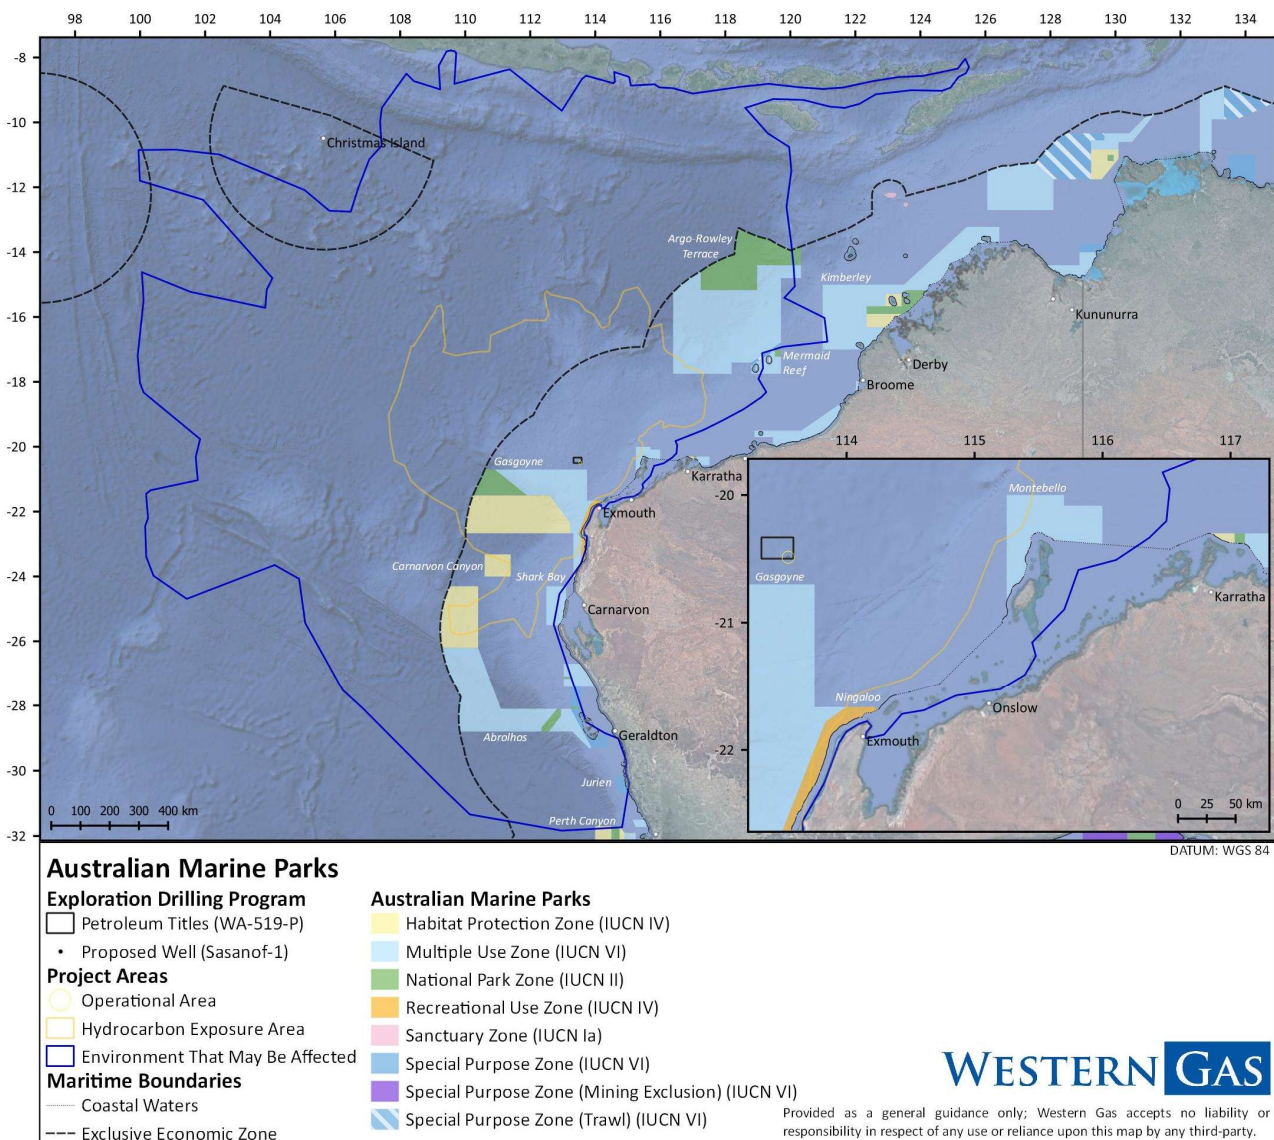 98 100 102 104 106 108 110 112 114 116 118 120 122 124 126 128 130 132 134
-8
-10
Christmas Island
-12
-14
Argo-Rowley
Terrace
Kimberley
-16
Kununurra
Mermaid
Reef
Derby
-18
Broome
-20
Gasgoyne
Karratha
-22
Exmouth
Carnarvon Canyon
Shark Bay
-24
Carnarvon
-26
-28
Abrolhos
Geraldton
-30
Jurien
Perth Canyon
-32
0 100 200 300 400 km
114 115 116 117
-20
Montebello
Gasgoyne
Karratha
-21
Ningaloo
Onslow
Exmouth
-22
0 25 50 km
DATUM: WGS 84
Australian Marine Parks
Exploration Drilling Program
Petroleum Titles (WA-519-P)
Proposed Well (Sasanof-1)
Project Areas
Operational Area
Hydrocarbon Exposure Area
Environment That May Be Affected
Maritime Boundaries
Coastal Waters
Exclusive Economic Zone
Australian Marine Parks
Habitat Protection Zone (IUCN IV)
Multiple Use Zone (IUCN VI)
National Park Zone (IUCN II)
Recreational Use Zone (IUCN IV)
Sanctuary Zone (IUCN Ia)
Special Purpose Zone (IUCN VI)
Special Purpose Zone (Mining Exclusion) (IUCN VI)
Special Purpose Zone (Trawl) (IUCN VI)
WESTERN GAS
Provided as a general guidance only; Western Gas accepts no liability or
responsibility in respect of any use or reliance upon this map by any third-party.